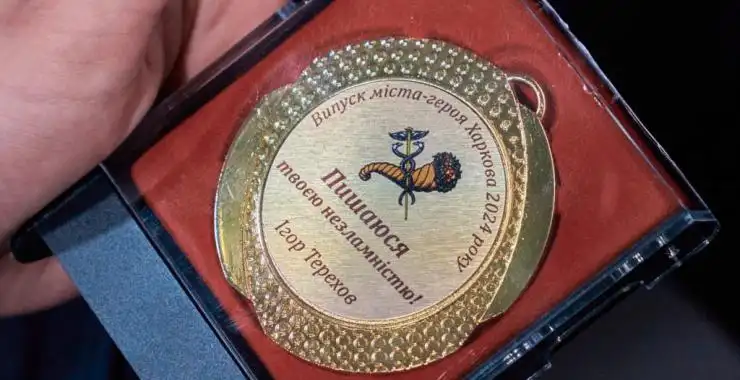 Випуск міста-героя Харкова 2024 року
Пишаюся
твоєю незламністю!
Ігор Терехов